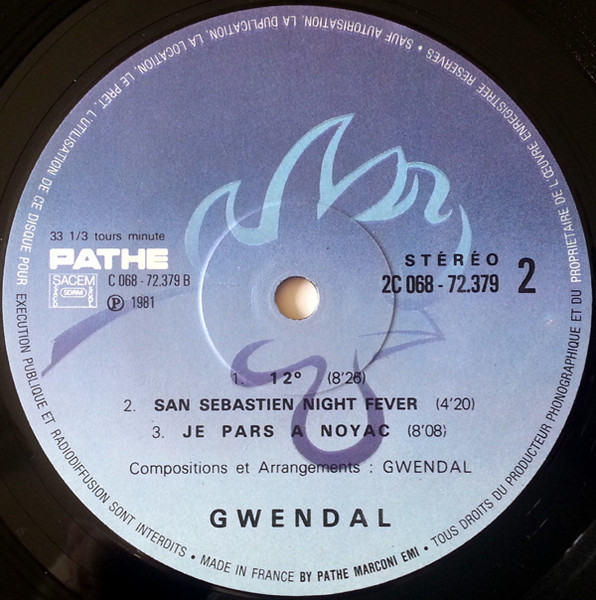 33 1/3 tours minute
PATHE
SACEM
SDRM
SACD
SGDL
C 068 - 72.379 B
℗ 1981
STÉRÉO
2C 068 - 72.379
2
1. 12° (8'26)
2. SAN SEBASTIEN NIGHT FEVER (4'20)
3. JE PARS A NOYAC (8'08)
Compositions et Arrangements : GWENDAL
GWENDAL
• TOUS DROITS DU PRODUCTEUR PHONOGRAPHIQUE ET DU PROPRIETAIRE DE L'ŒUVRE ENREGISTREE RESERVES • SAUF AUTORISATION, LA DUPLICATION, LA LOCATION, LE PRET, L'UTILISATION DE CE DISQUE POUR EXECUTION PUBLIQUE ET RADIODIFFUSION SONT INTERDITS •
MADE IN FRANCE BY PATHE MARCONI EMI